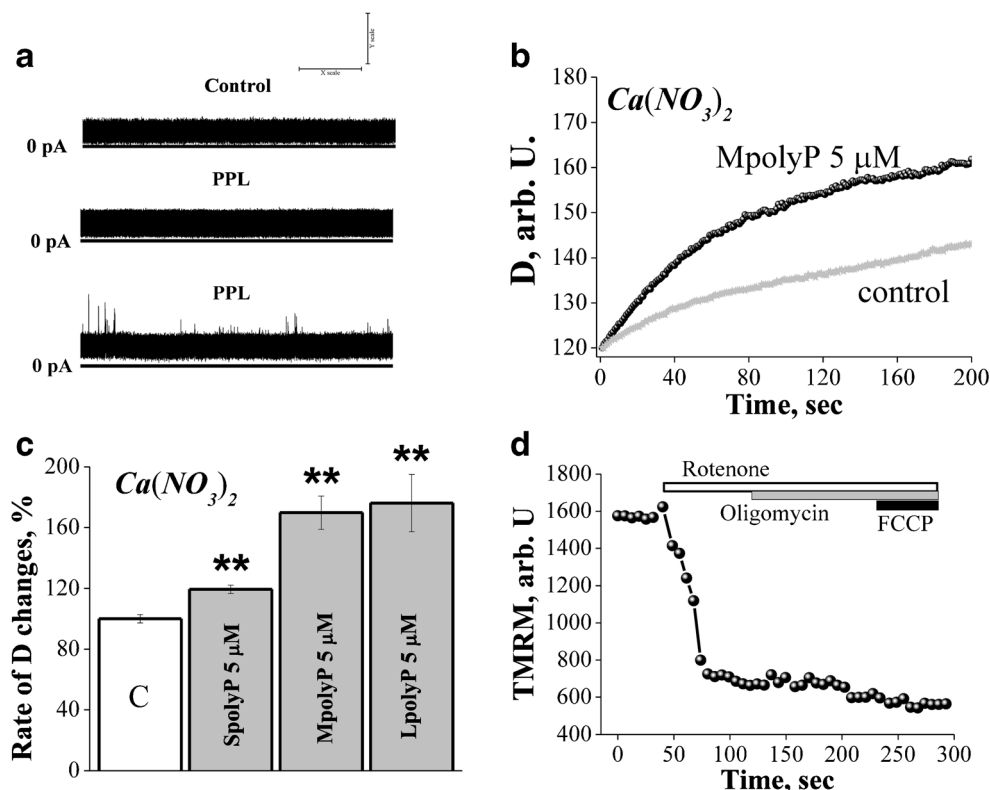 a
Y scale
X scale
Control
0 pA
PPL
0 pA
PPL
0 pA
b
180
170
160
150
140
130
120
D, arb. U.
Ca(NO3)2
MpolyP 5 μM
control
0 40 80 120 160 200
Time, sec
c
200
160
120
80
40
0
Rate of D changes, %
Ca(NO3)2
**
**
**
C
SpolyP 5 μM
MpolyP 5 μM
LpolyP 5 μM
d
1800
1600
1400
1200
1000
800
600
400
TMRM, arb. U
Rotenone
Oligomycin
FCCP
0 50 100 150 200 250 300
Time, sec